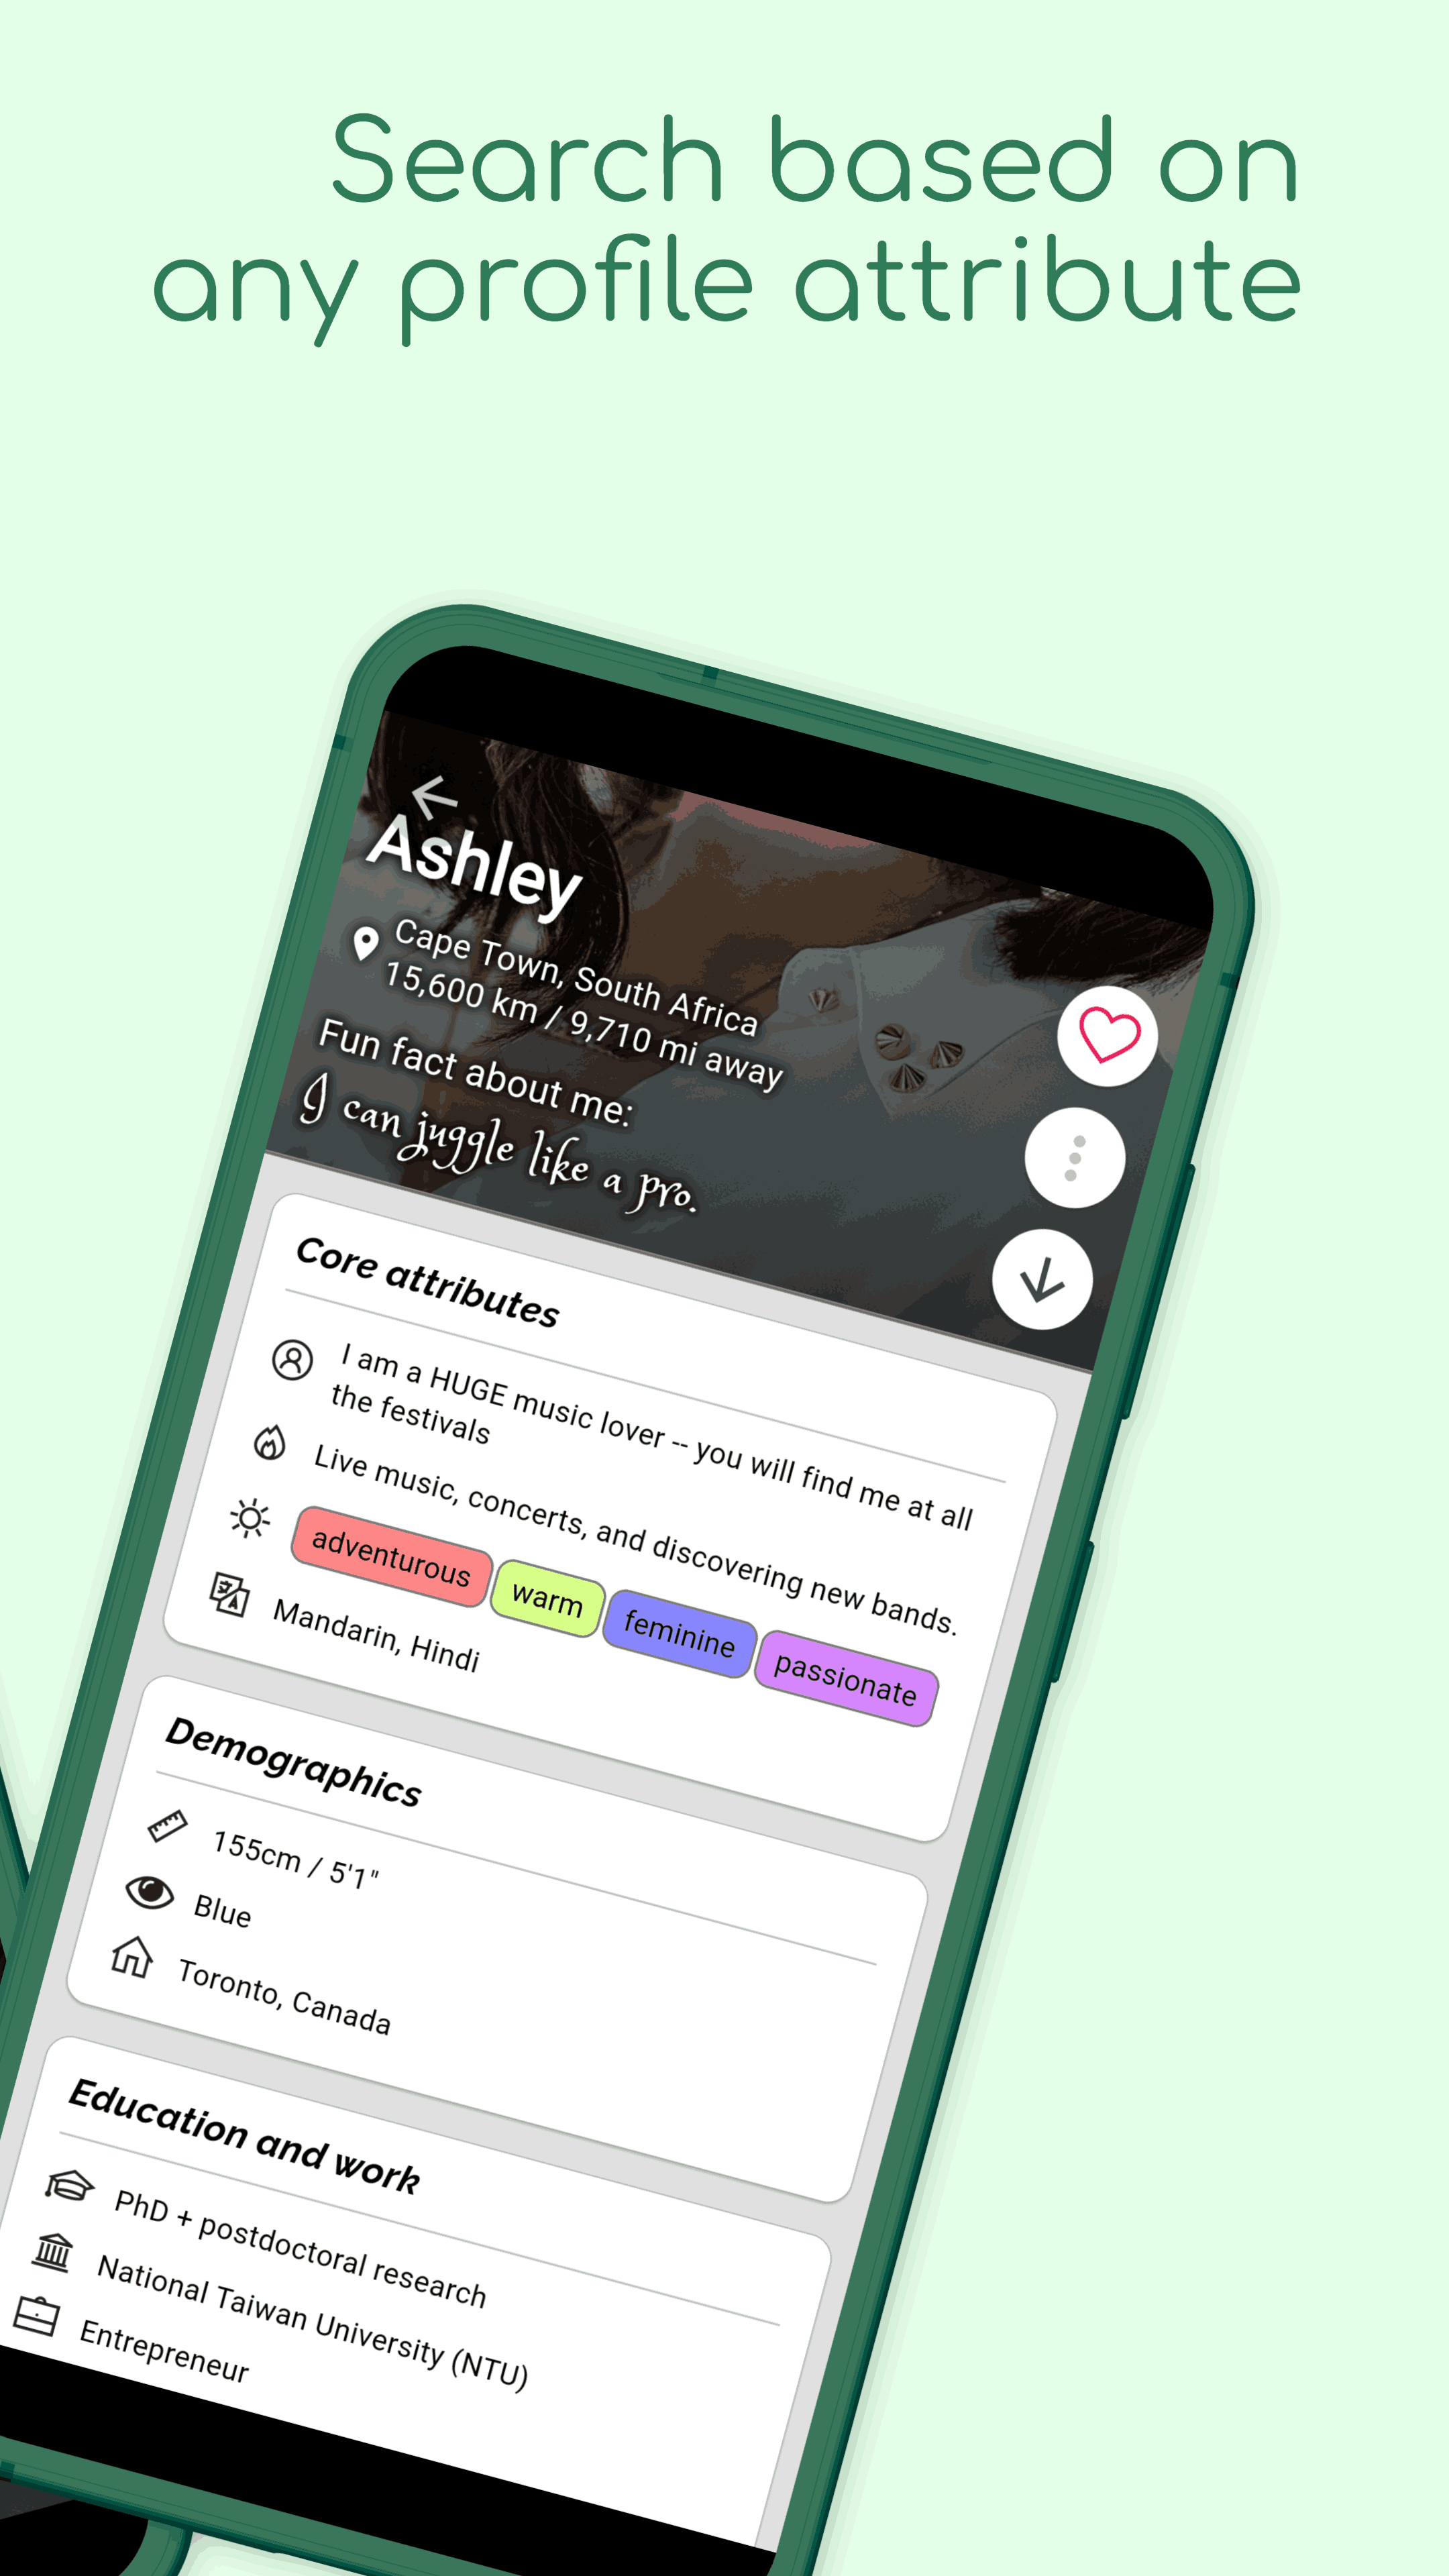 Search based on
any profile attribute
Ashley
Cape Town, South Africa
15,600 km / 9,710 mi away
Fun fact about me:
I can juggle like a pro.
Core attributes
I am a HUGE music lover -- you will find me at all
the festivals
Live music, concerts, and discovering new bands.
adventurous warm feminine passionate
Mandarin, Hindi
Demographics
155cm / 5'1"
Blue
Toronto, Canada
Education and work
PhD + postdoctoral research
National Taiwan University (NTU)
Entrepreneur